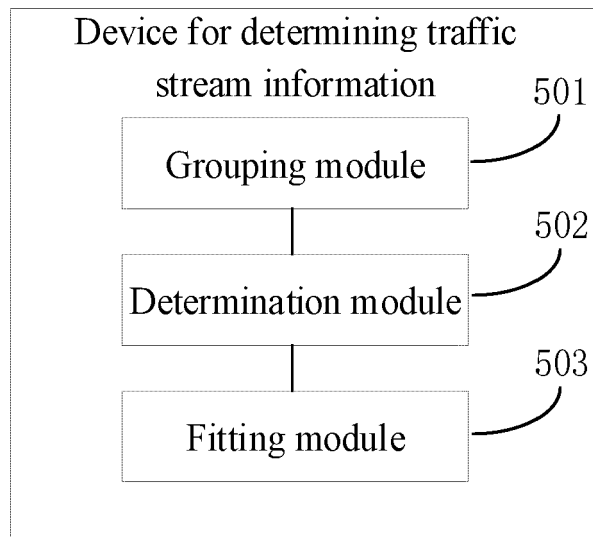 Device for determining traffic
stream information
501
Grouping module
502
Determination module
503
Fitting module